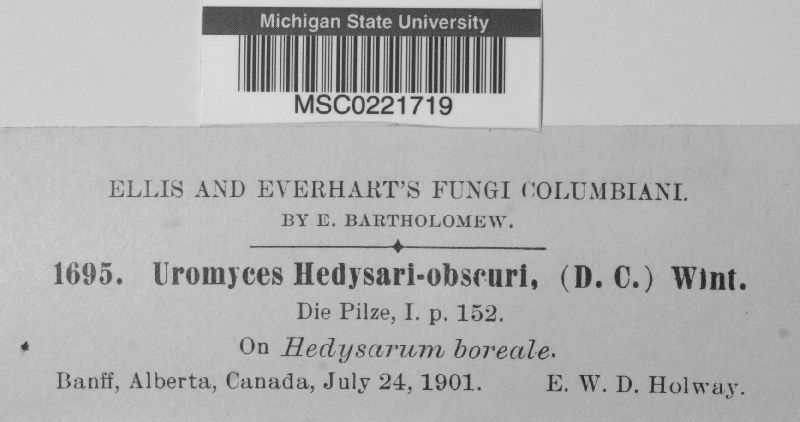 Michigan State University
MSC0221719
ELLIS AND EVERHART'S FUNGI COLUMBIANI.
BY E. BARTHOLOMEW.
1695. Uromyces Hedysari-obscuri, (D. C.) Wint.
Die Pilze, I. p. 152.
On Hedysarum boreale.
Banff, Alberta, Canada, July 24, 1901. E. W. D. Holway.